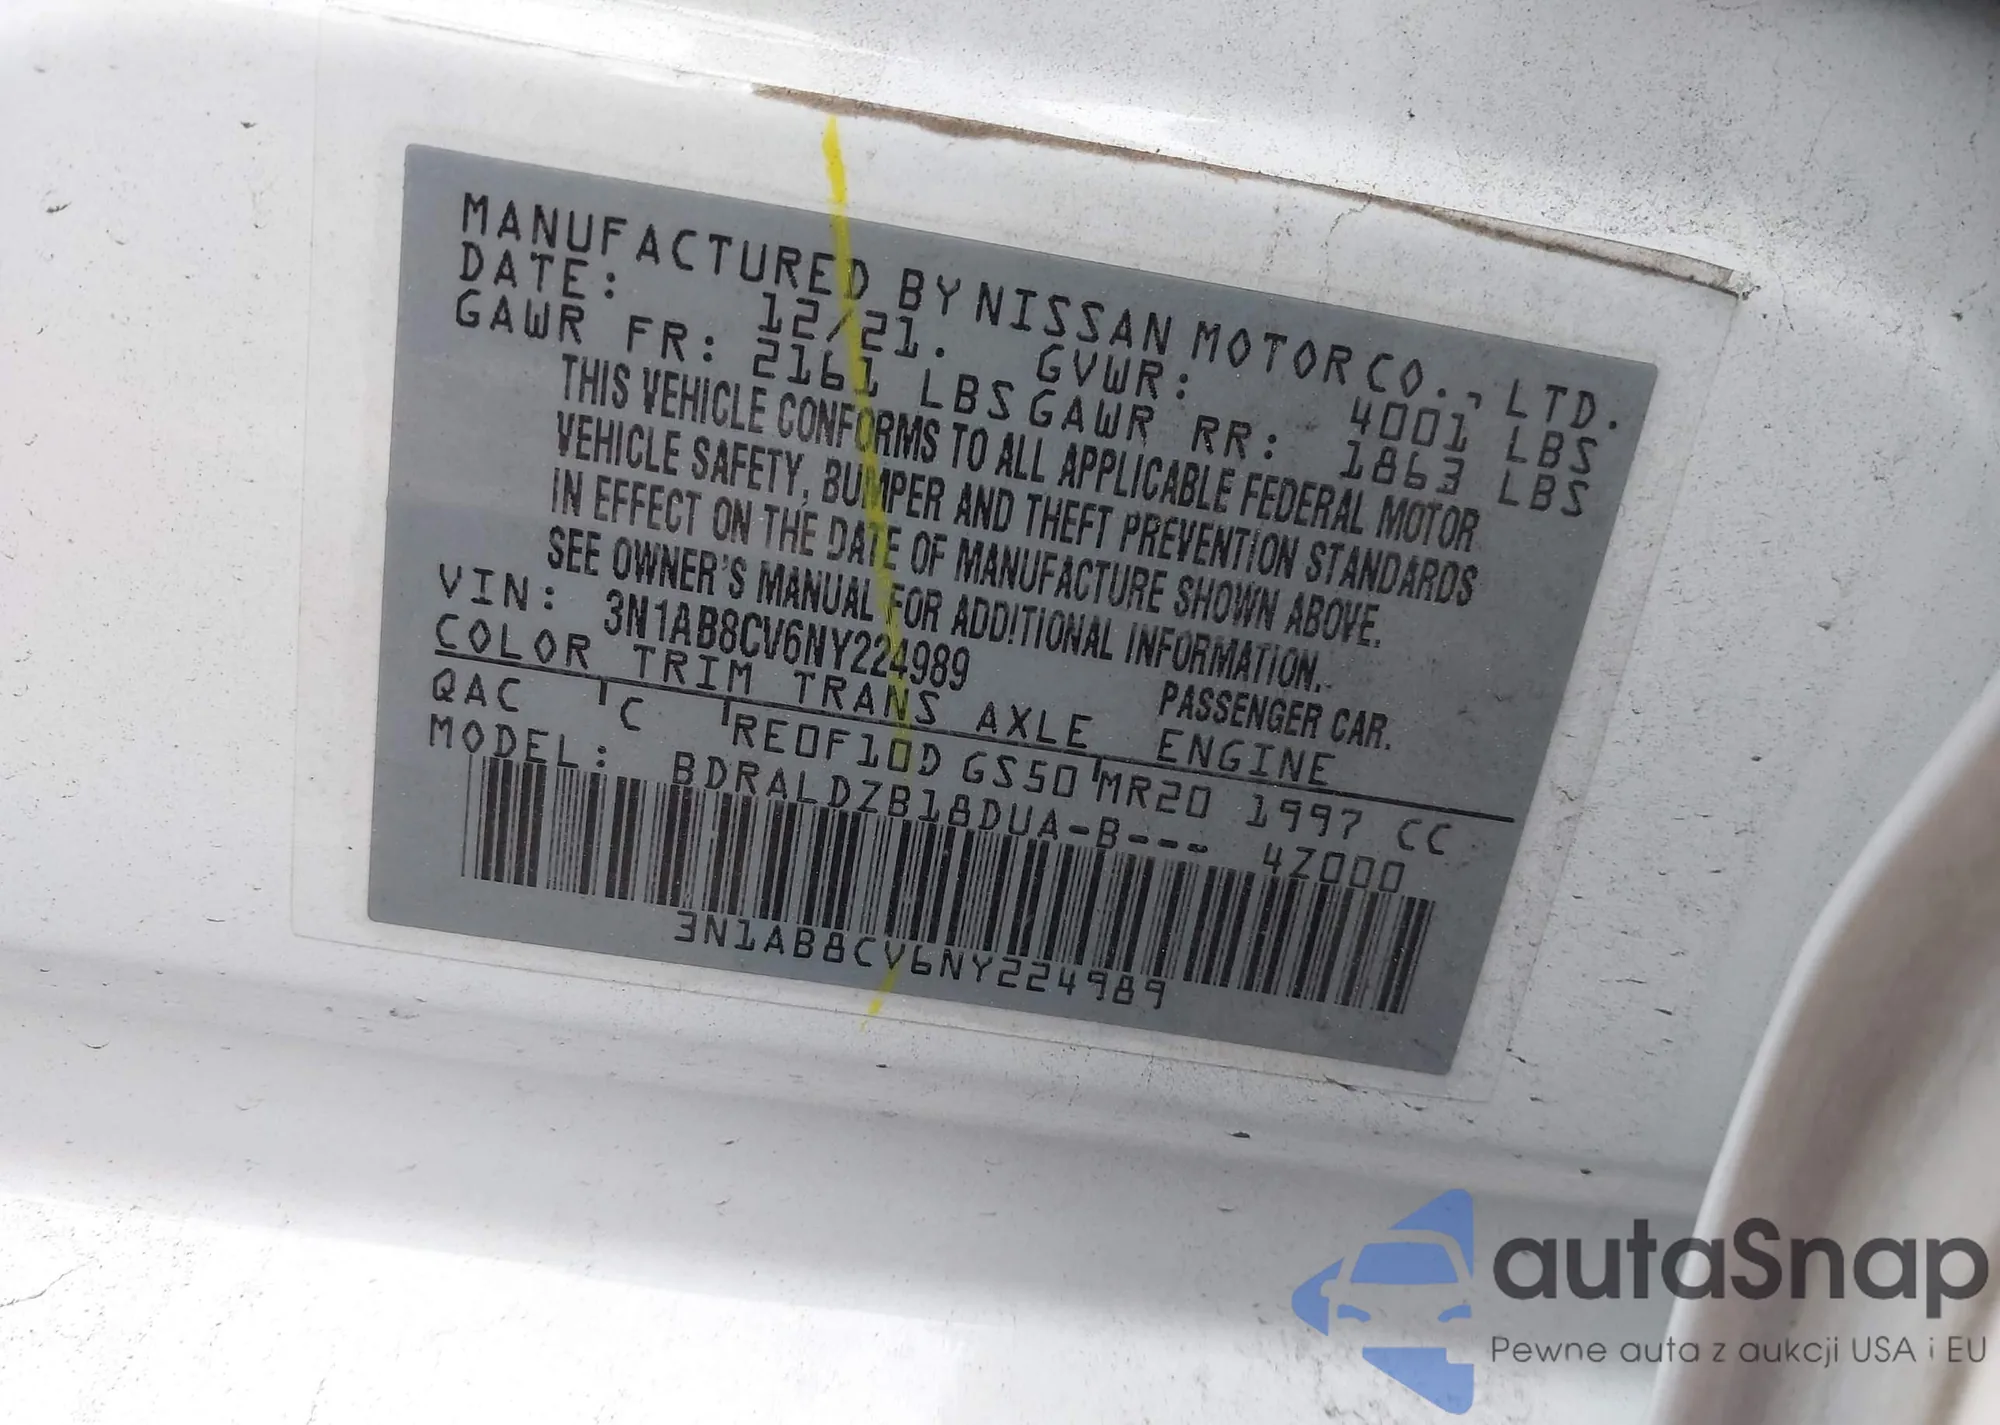 MANUFACTURED BY NISSAN MOTOR CO., LTD.
DATE: 12/21. GVWR: 4001 LBS
GAWR FR: 2161 LBS GAWR RR: 1863 LBS
THIS VEHICLE CONFORMS TO ALL APPLICABLE FEDERAL MOTOR
VEHICLE SAFETY, BUMPER AND THEFT PREVENTION STANDARDS
IN EFFECT ON THE DATE OF MANUFACTURE SHOWN ABOVE.
SEE OWNER'S MANUAL FOR ADDITIONAL INFORMATION.
VIN: 3N1AB8CV6NY224989 PASSENGER CAR.
COLOR TRIM TRANS AXLE ENGINE
QAC C RE0F10D GS50 MR20 1997 CC
MODEL: BDRALDZB18DUA-B--- 4Z000
3N1AB8CV6NY224989
autaSnap
Pewne auta z aukcji USA i EU